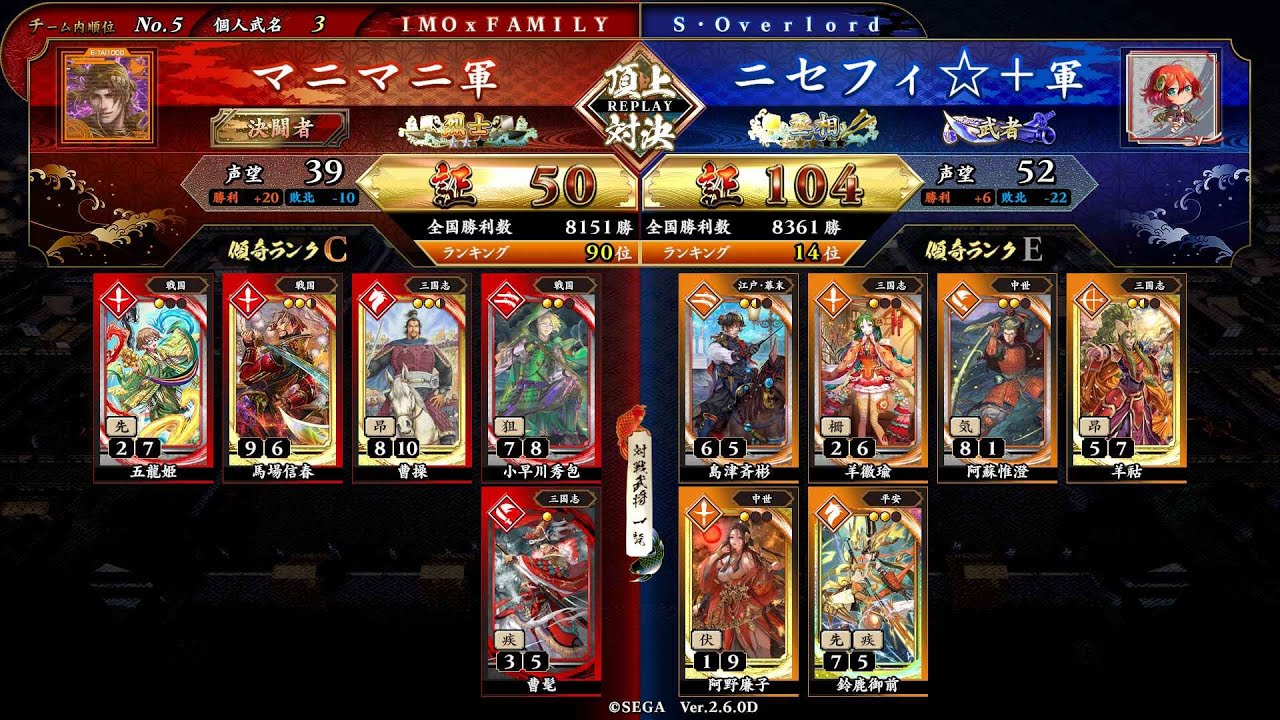 チーム内順位 No.5 個人武名 3 IMOxFAMILY S・Overlord
E-TAI1000
マニマニ軍 頂上 REPLAY 対決 ニセフィ☆十軍
決闘者 烈士 丞相 武者
声望 39 勝利 +20 敗北 -10 証 50 証 104 声望 52 勝利 +6 敗北 -22
全国勝利数 8151勝 全国勝利数 8361勝
傾奇ランクC ランキング 90位 ランキング 14位 傾奇ランクE
戦国 戦国 三国志 戦国 江戸・幕末 三国志 中世 三国志
先 昂 狙 柵 気 昂
2 7 9 6 8 10 7 8 6 5 2 6 8 1 5 7
五龍姫 馬場信春 曹操 小早川秀包 島津斉彬 羊徽瑜 阿蘇惟澄 羊祜
対戦武将一覧
三国志 中世 平安
疾 伏 先 疾
3 5 1 9 7 5
曹髦 阿野廉子 鈴鹿御前
©SEGA Ver.2.6.0D